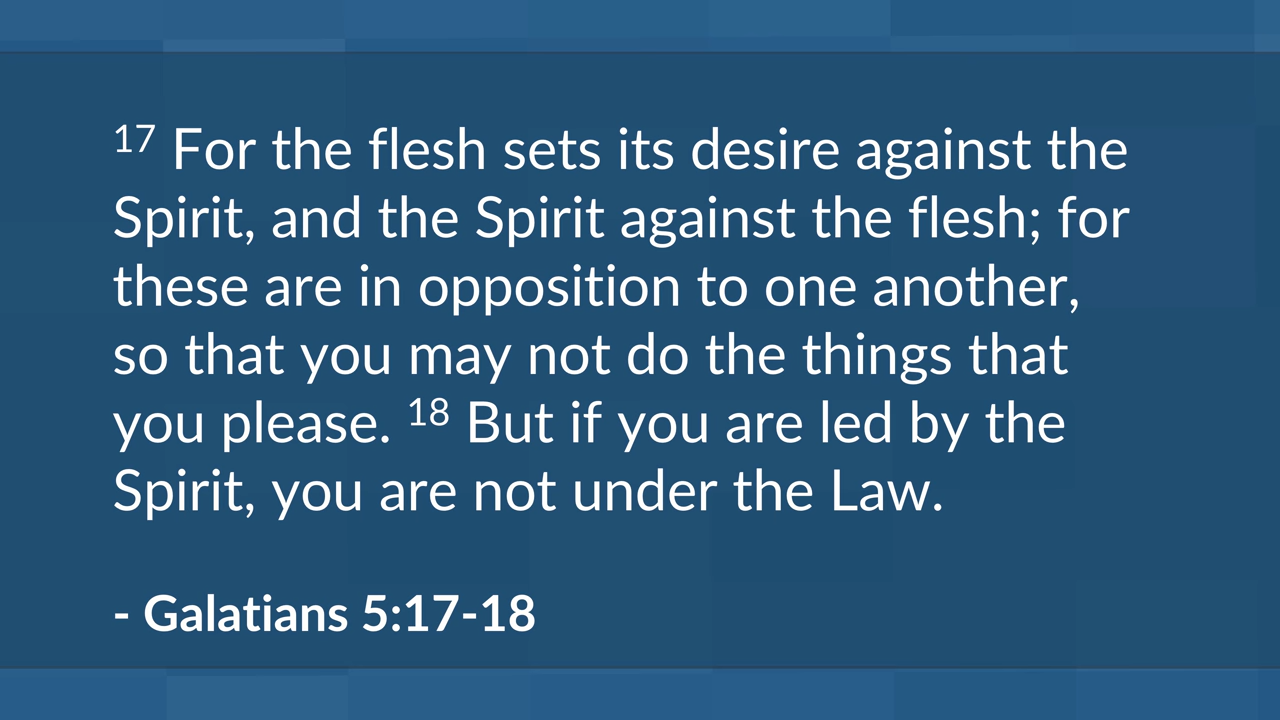 17 For the flesh sets its desire against the
Spirit, and the Spirit against the flesh; for
these are in opposition to one another,
so that you may not do the things that
you please. 18 But if you are led by the
Spirit, you are not under the Law.
- Galatians 5:17-18